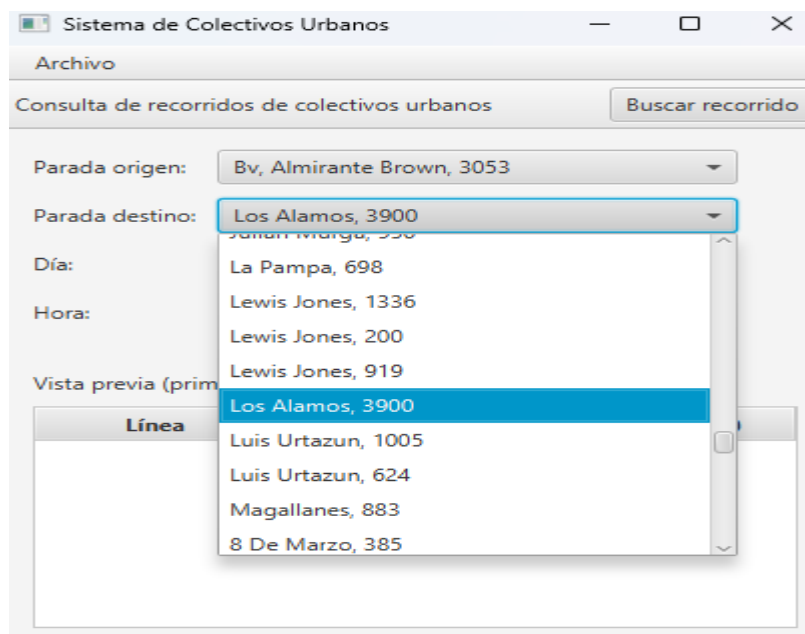 Sistema de Colectivos Urbanos
Archivo
Consulta de recorridos de colectivos urbanos Buscar recorrido
Parada origen: Bv, Almirante Brown, 3053
Parada destino: Los Alamos, 3900
Día:
La Pampa, 698
Lewis Jones, 1336
Hora:
Lewis Jones, 200
Lewis Jones, 919
Vista previa (prim
Los Alamos, 3900
Línea
Luis Urtazun, 1005
Luis Urtazun, 624
Magallanes, 883
8 De Marzo, 385